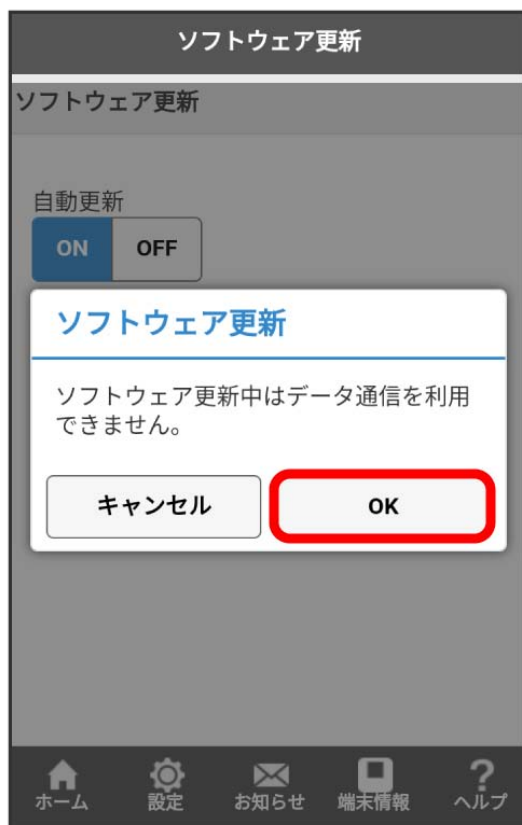 ソフトウェア更新
ソフトウェア更新
自動更新
ON OFF
ソフトウェア更新
ソフトウェア更新中はデータ通信を利用
できません。
キャンセル OK
ホーム 設定 お知らせ 端末情報 ヘルプ